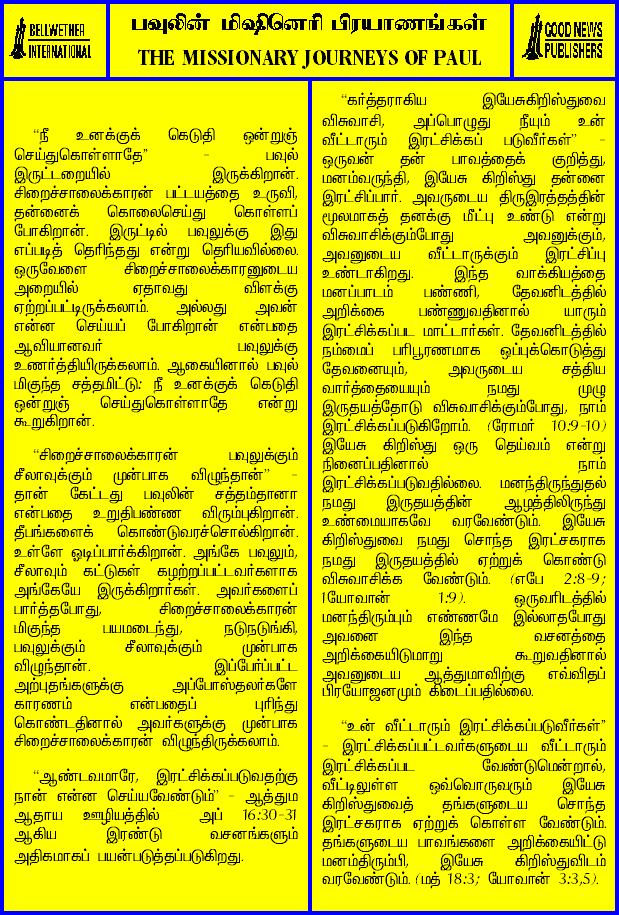 BELLWETHER
INTERNATIONAL
பவுலின் மிஷினெரி பிரயாணங்கள்
THE MISSIONARY JOURNEYS OF PAUL
GOOD NEWS
PUBLISHERS
“நீ உனக்குக் கெடுதி ஒன்றுஞ்
செய்துகொள்ளாதே” - பவுல்
இருட்டறையில் இருக்கிறான்.
சிறைச்சாலைக்காரன் பட்டயத்தை உருவி,
தன்னைக் கொலைசெய்து கொள்ளப்
போகிறான். இருட்டில் பவுலுக்கு இது
எப்படித் தெரிந்தது என்று தெரியவில்லை.
ஒருவேளை சிறைச்சாலைக்காரனுடைய
அறையில் ஏதாவது விளக்கு
ஏற்றப்பட்டிருக்கலாம். அல்லது அவன்
என்ன செய்யப் போகிறான் என்பதை
ஆவியானவர் பவுலுக்கு
உணர்த்தியிருக்கலாம். ஆகையினால் பவுல்
மிகுந்த சத்தமிட்டு: நீ உனக்குக் கெடுதி
ஒன்றுஞ் செய்துகொள்ளாதே என்று
கூறுகிறான்.
“சிறைச்சாலைக்காரன் பவுலுக்கும்
சீலாவுக்கும் முன்பாக விழுந்தான்” -
தான் கேட்டது பவுலின் சத்தம்தானா
என்பதை உறுதிபண்ண விரும்புகிறான்.
தீபங்களைக் கொண்டுவரச்சொல்கிறான்.
உள்ளே ஓடிப்பார்க்கிறான். அங்கே பவுலும்,
சீலாவும் கட்டுகள் கழற்றப்பட்டவர்களாக
அங்கேயே இருக்கிறார்கள். அவர்களைப்
பார்த்தபோது, சிறைச்சாலைக்காரன்
மிகுந்த பயமடைந்து, நடுநடுங்கி,
பவுலுக்கும் சீலாவுக்கும் முன்பாக
விழுந்தான். இப்பேர்ப்பட்ட
அற்புதங்களுக்கு அப்போஸ்தலர்களே
காரணம் என்பதைப் புரிந்து
கொண்டதினால் அவர்களுக்கு முன்பாக
சிறைச்சாலைக்காரன் விழுந்திருக்கலாம்.
“ஆண்டவமாரே, இரட்சிக்கப்படுவதற்கு
நான் என்ன செய்யவேண்டும்” - ஆத்தும
ஆதாய ஊழியத்தில் அப் 16:30-31
ஆகிய இரண்டு வசனங்களும்
அதிகமாகப் பயன்படுத்தப்படுகிறது.
“கர்த்தராகிய இயேசுகிறிஸ்துவை
விசுவாசி, அப்பொழுது நீயும் உன்
வீட்டாரும் இரட்சிக்கப் படுவீர்கள்” -
ஒருவன் தன் பாவத்தைக் குறித்து,
மனம்வருந்தி, இயேசு கிறிஸ்து தன்னை
இரட்சிப்பார். அவருடைய திருஇரத்தத்தின்
மூலமாகத் தனக்கு மீட்பு உண்டு என்று
விசுவாசிக்கும்போது அவனுக்கும்,
அவனுடைய வீட்டாருக்கும் இரட்சிப்பு
உண்டாகிறது. இந்த வாக்கியத்தை
மனப்பாடம் பண்ணி, தேவனிடத்தில்
அறிக்கை பண்ணுவதினால் யாரும்
இரட்சிக்கப்பட மாட்டார்கள். தேவனிடத்தில்
நம்மைப் பரிபூரணமாக ஒப்புக்கொடுத்து
தேவனையும், அவருடைய சத்திய
வார்த்தையையும் நமது முழு
இருதயத்தோடு விசுவாசிக்கும்போது, நாம்
இரட்சிக்கப்படுகிறோம். (ரோமர் 10:9-10)
இயேசு கிறிஸ்து ஒரு தெய்வம் என்று
நினைப்பதினால் நாம்
இரட்சிக்கப்படுவதில்லை. மனந்திருந்துதல்
நமது இருதயத்தின் ஆழத்திலிருந்து
உண்மையாகவே வரவேண்டும். இயேசு
கிறிஸ்துவை நமது சொந்த இரட்சகராக
நமது இருதயத்தில் ஏற்றுக் கொண்டு
விசுவாசிக்க வேண்டும். (எபே 2:8-9;
1யோவான் 1:9). ஒருவரிடத்தில்
மனந்திரும்பும் எண்ணமே இல்லாதபோது
அவனை இந்த வசனத்தை
அறிக்கையிடுமாறு கூறுவதினால்
அவனுடைய ஆத்துமாவிற்கு எவ்விதப்
பிரயோஜனமும் கிடைப்பதில்லை.
“உன் வீட்டாரும் இரட்சிக்கப்படுவீர்கள்”
- இரட்சிக்கப்பட்டவர்களுடைய வீட்டாரும்
இரட்சிக்கப்பட வேண்டுமென்றால்,
வீட்டிலுள்ள ஒவ்வொருவரும் இயேசு
கிறிஸ்துவைத் தங்களுடைய சொந்த
இரட்சகராக ஏற்றுக் கொள்ள வேண்டும்.
தங்களுடைய பாவங்களை அறிக்கையிட்டு
மனம்திரும்பி, இயேசு கிறிஸ்துவிடம்
வரவேண்டும். (மத் 18:3; யோவான் 3:3,5).